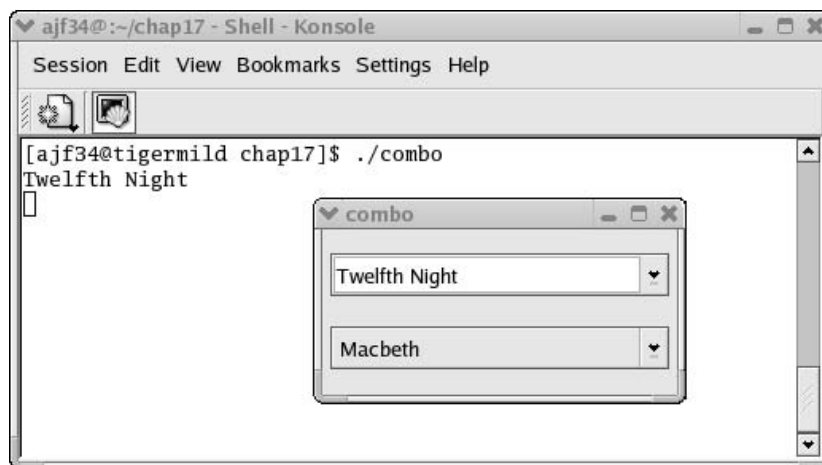 ajf34@:~/chap17 - Shell - Konsole
Session Edit View Bookmarks Settings Help
[ajf34@tigermild chap17]$ ./combo
Twelfth Night
combo
Twelfth Night
Macbeth